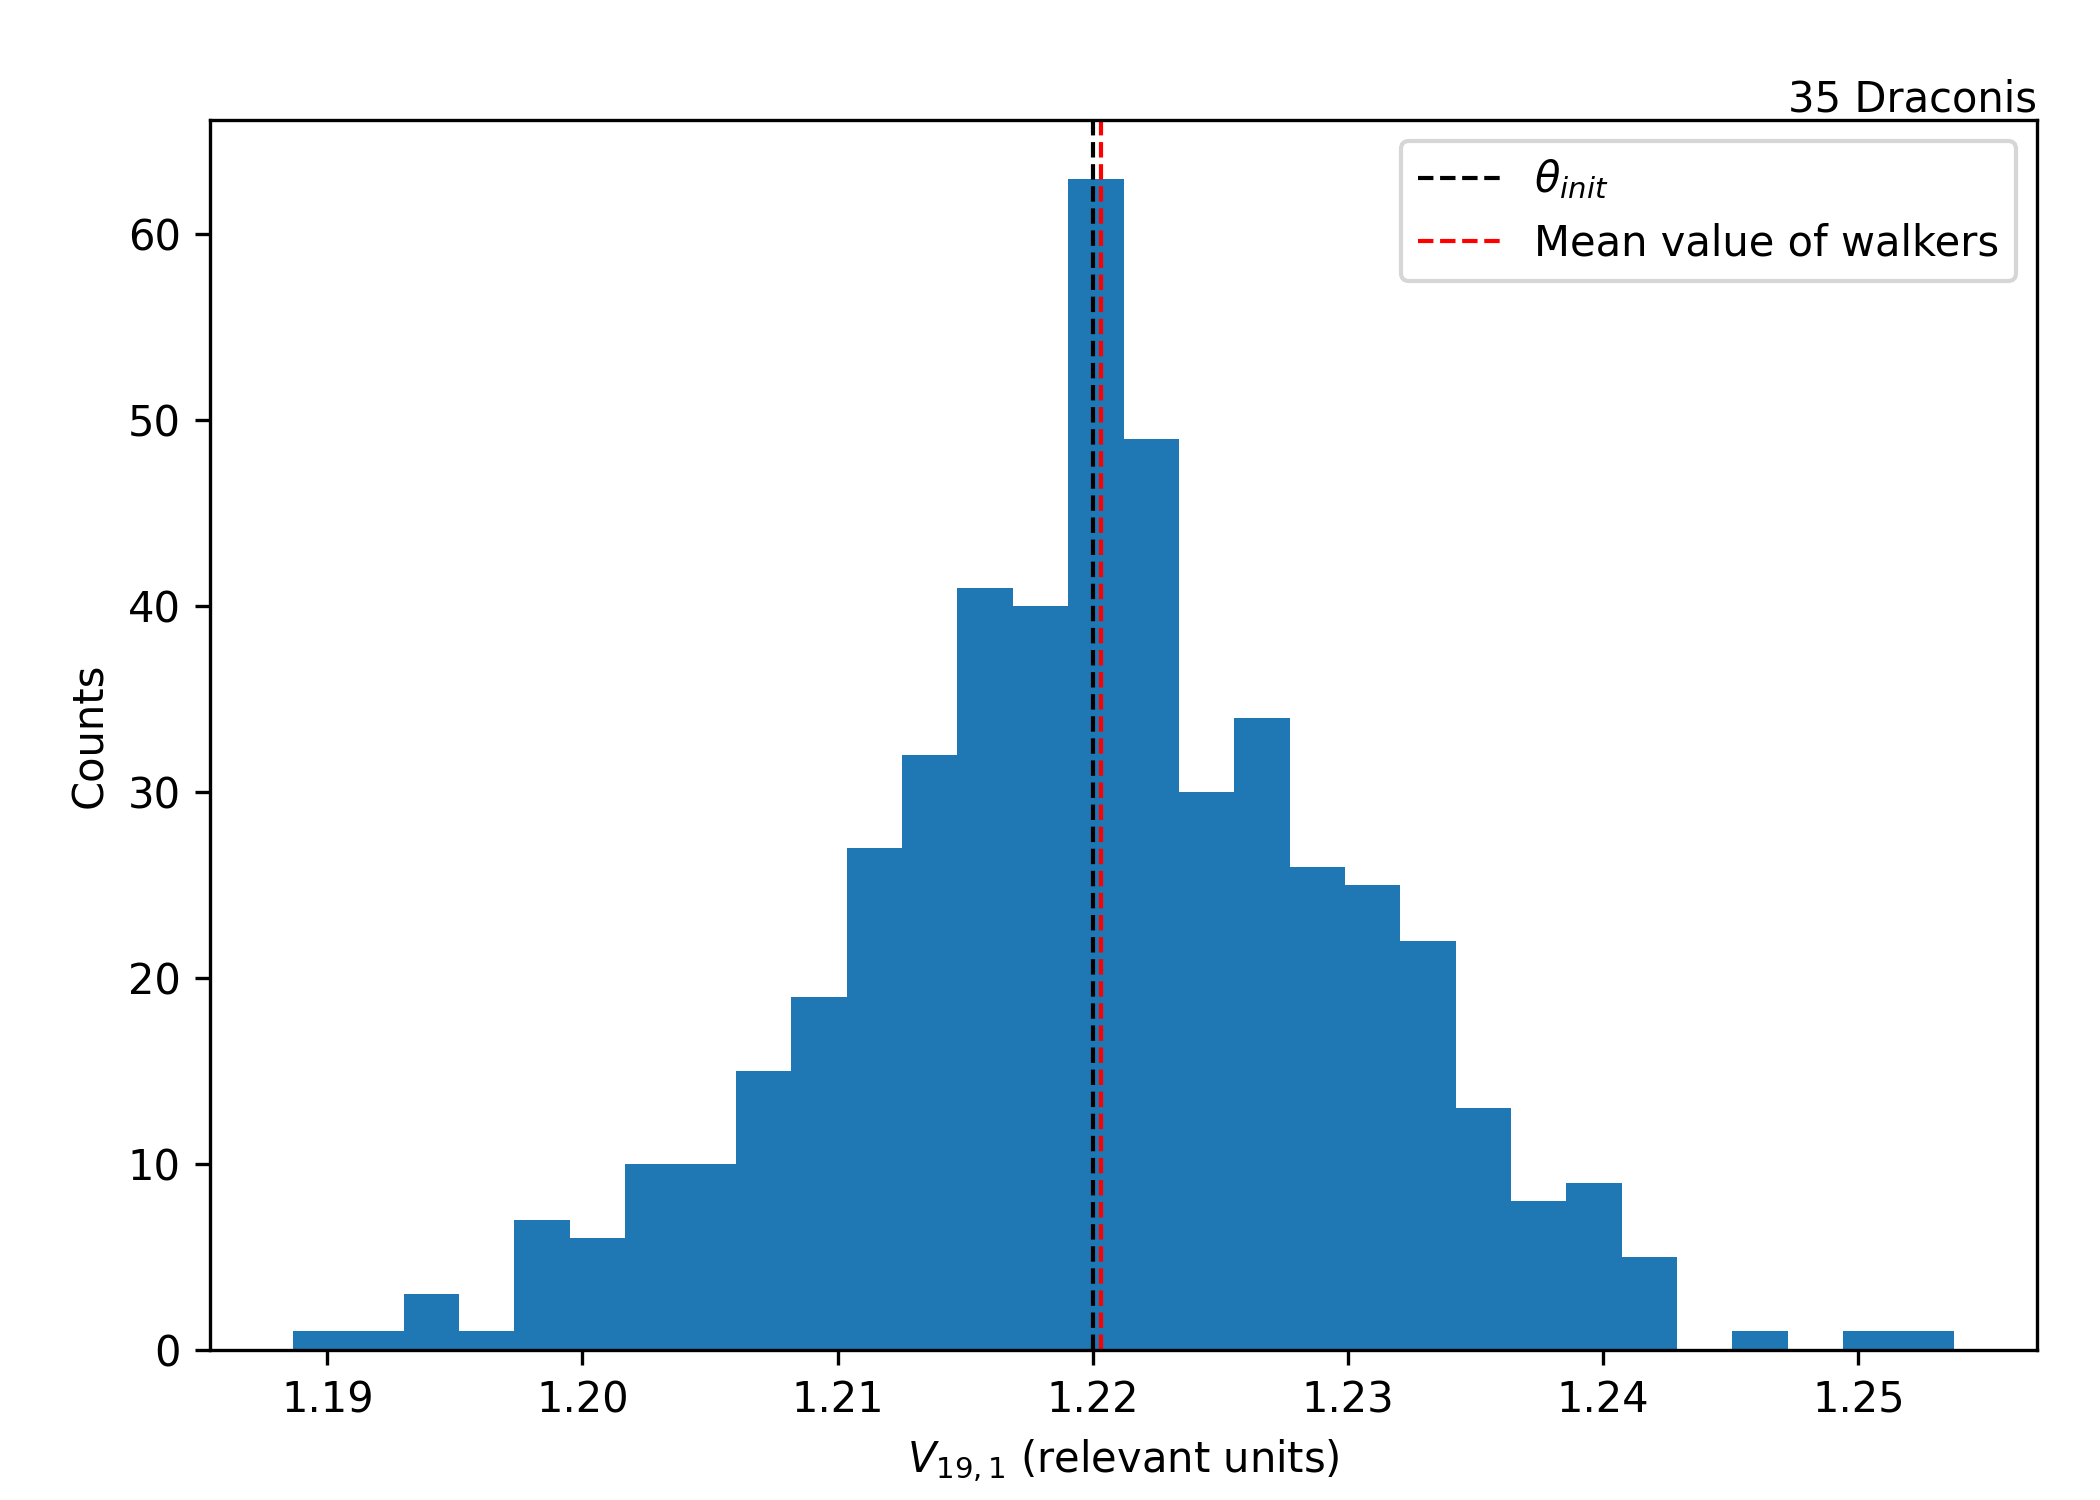 35 Draconis
θ_init
Mean value of walkers
60
50
40
30
20
10
0
Counts
1.19 1.20 1.21 1.22 1.23 1.24 1.25
V_19,1 (relevant units)